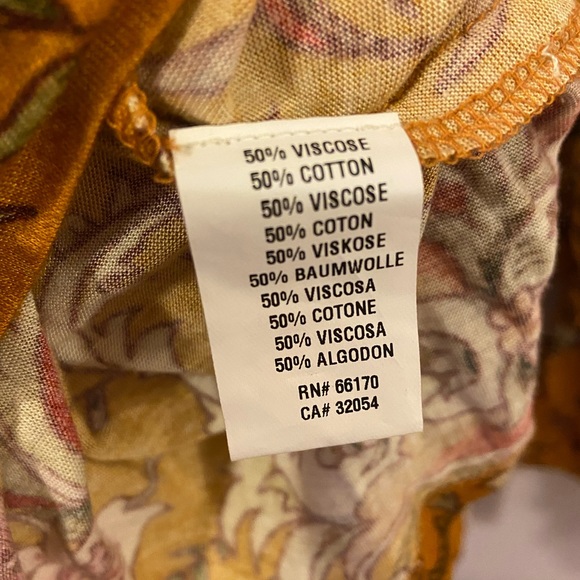 50% VISCOSE
50% COTTON
50% VISCOSE
50% COTON
50% VISKOSE
50% BAUMWOLLE
50% VISCOSA
50% COTONE
50% VISCOSA
50% ALGODON
RN# 66170
CA# 32054